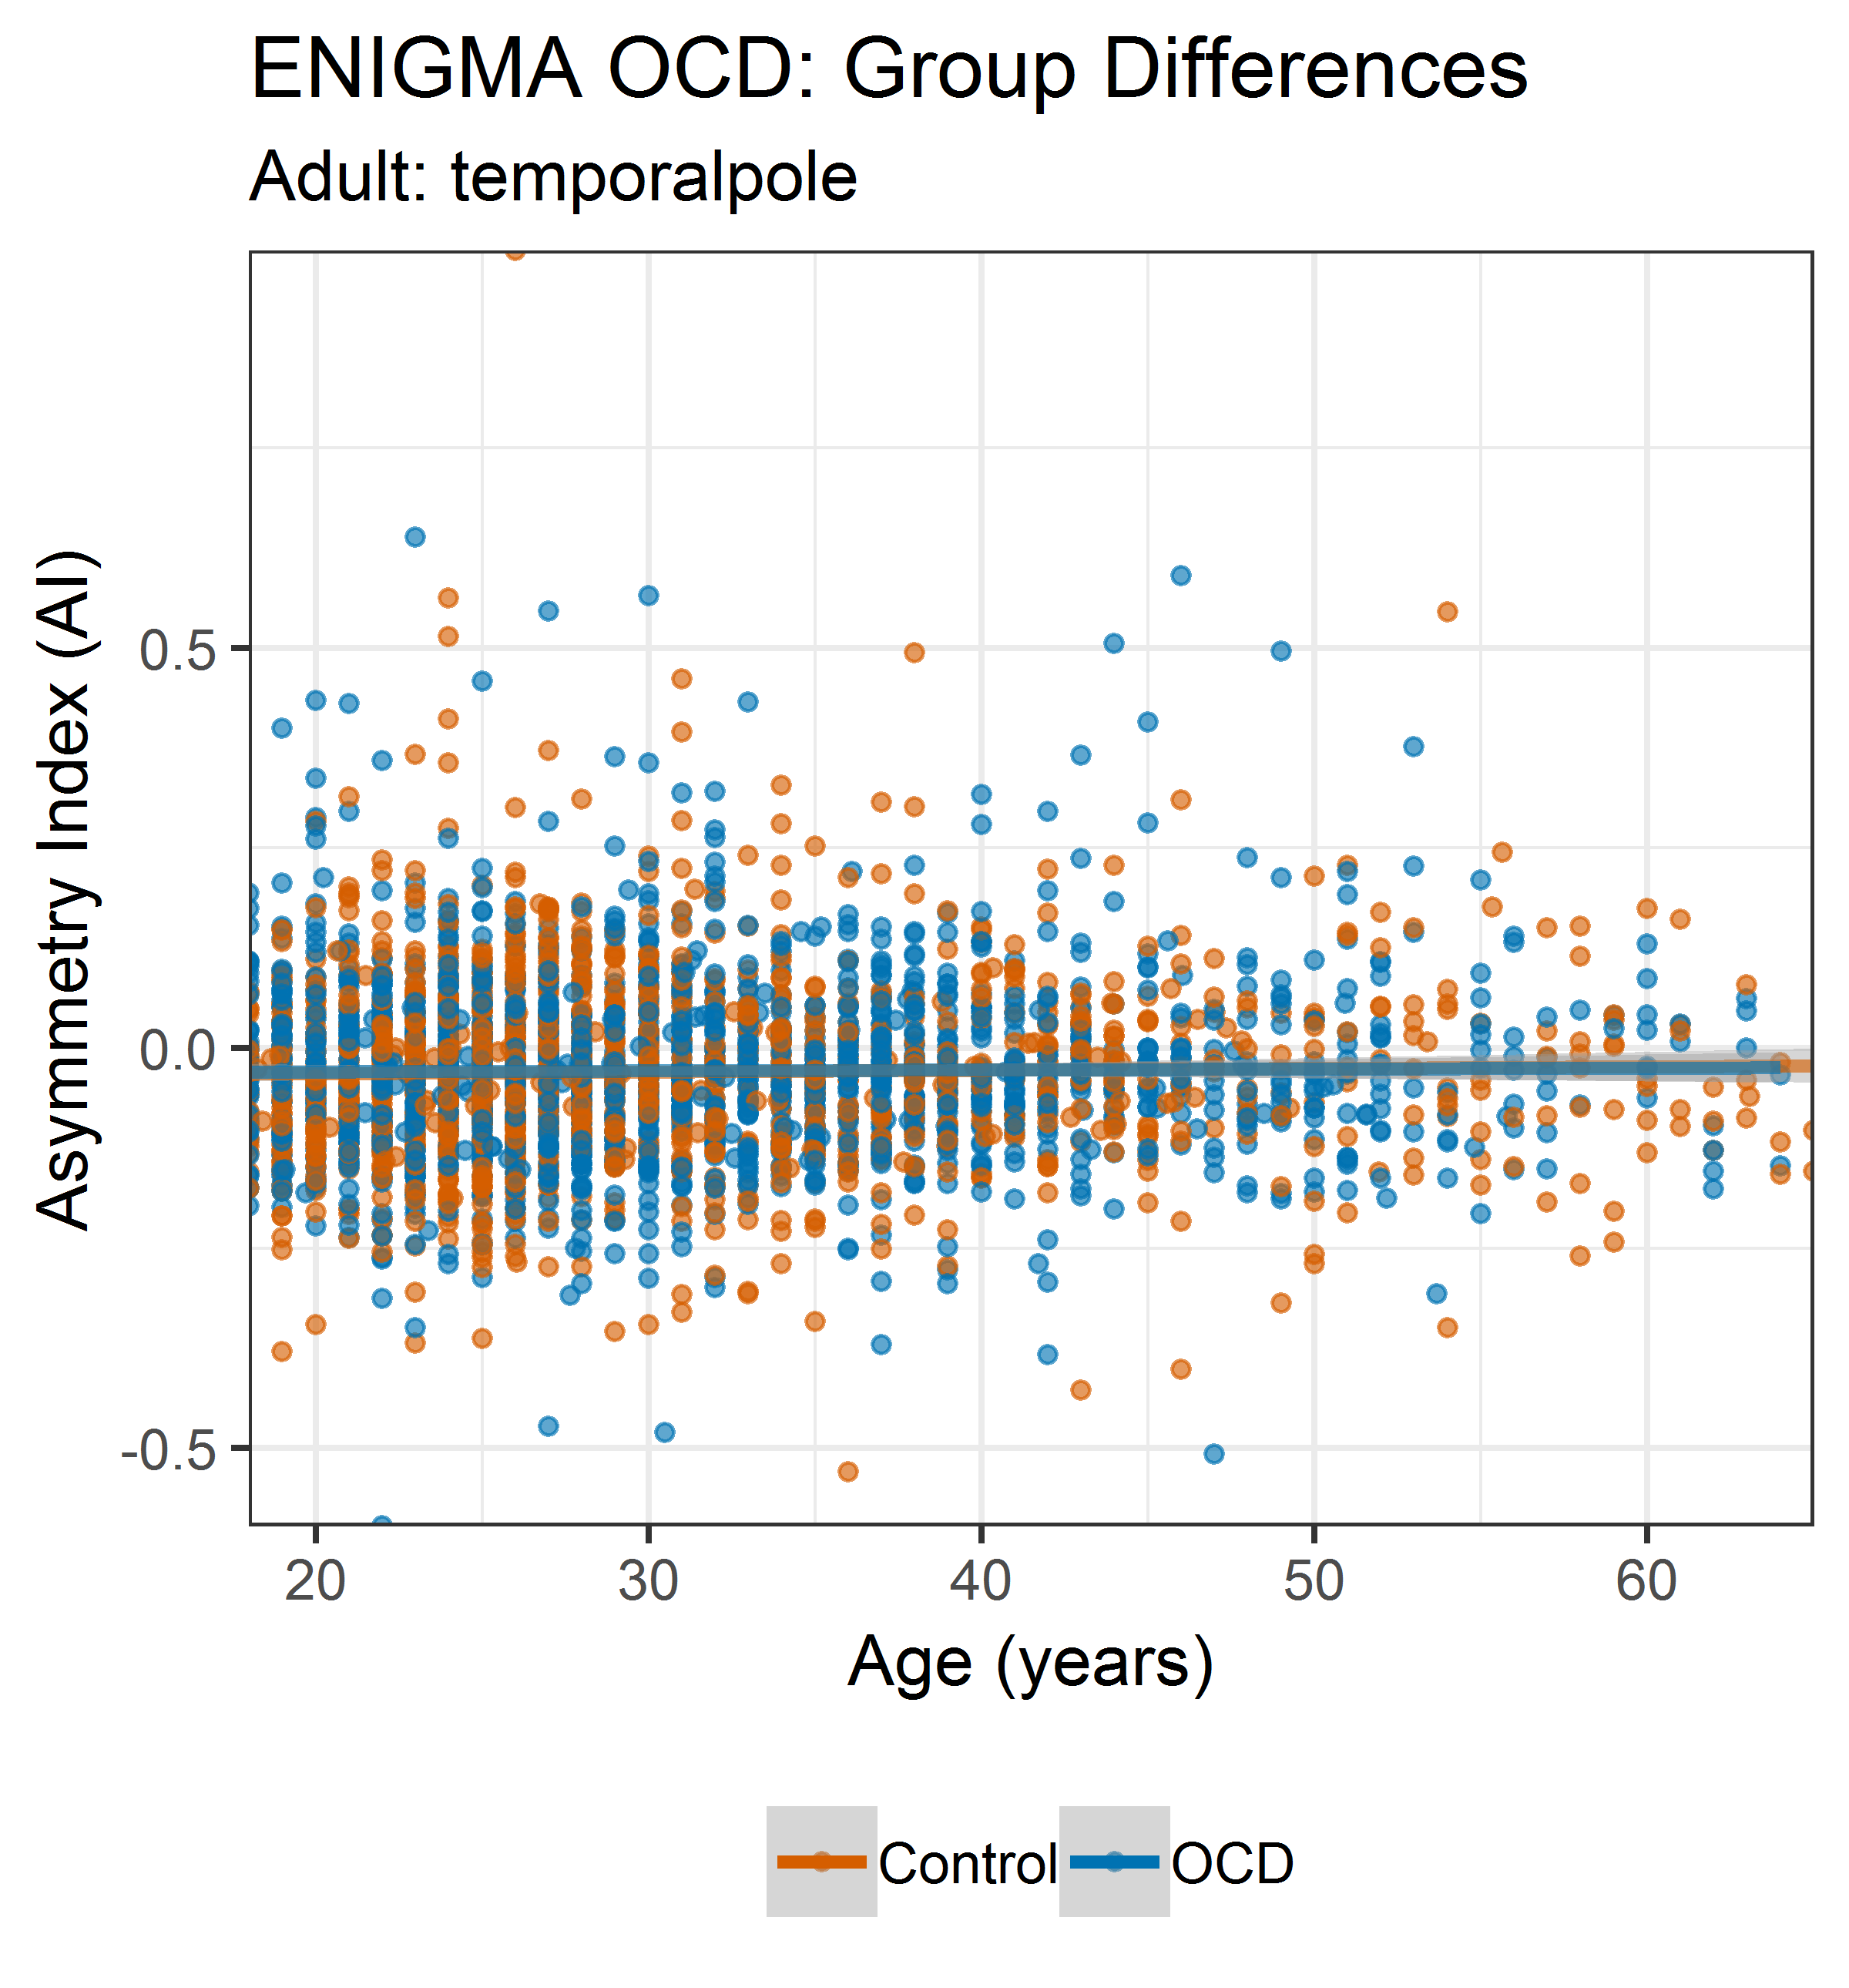 ENIGMA OCD: Group Differences
Adult: temporalpole
Asymmetry Index (AI)
0.5
0.0
-0.5
20 30 40 50 60
Age (years)
Control OCD